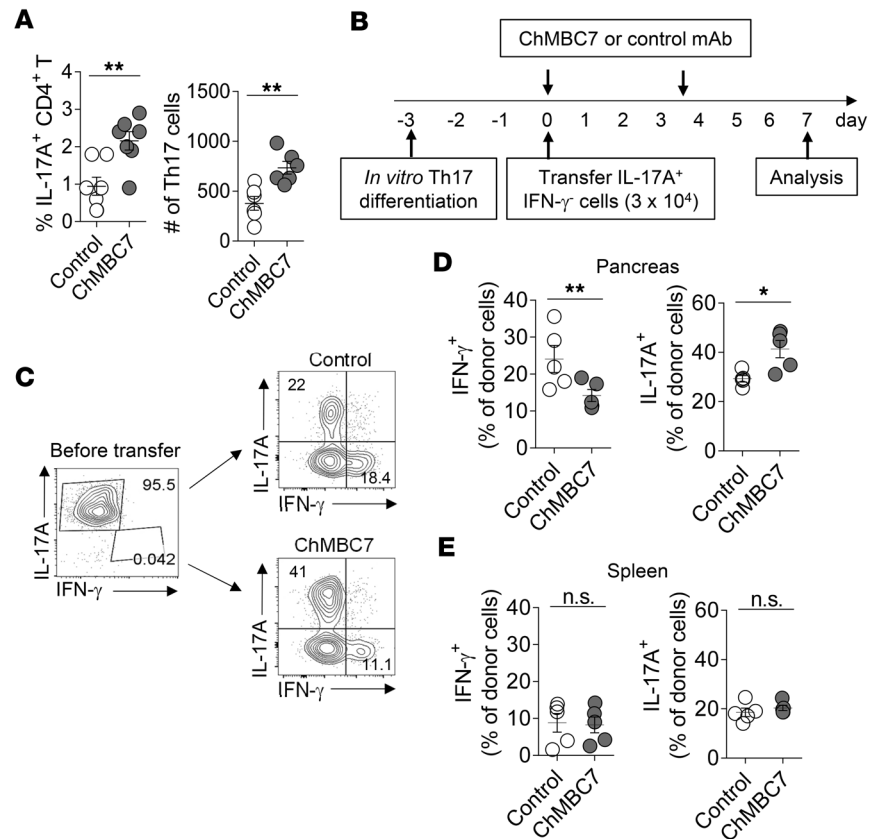 A
% IL-17A⁺ CD4⁺ T
4
3
2
1
0
**
Control
ChMBC7
# of Th17 cells
1500
1000
500
0
**
Control
ChMBC7
B
ChMBC7 or control mAb
-3 -2 -1 0 1 2 3 4 5 6 7 day
In vitro Th17
differentiation
Transfer IL-17A⁺
IFN-γ⁻ cells (3 x 10⁴)
Analysis
C
Before transfer
95.5
0.042
IL-17A
IFN-γ
Control
22
18.4
IL-17A
IFN-γ
ChMBC7
41
11.1
IL-17A
IFN-γ
D
Pancreas
IFN-γ⁺
(% of donor cells)
40
30
20
10
0
**
Control
ChMBC7
IL-17A⁺
(% of donor cells)
60
40
20
0
*
Control
ChMBC7
E
Spleen
IFN-γ⁺
(% of donor cells)
40
30
20
10
0
n.s.
Control
ChMBC7
IL-17A⁺
(% of donor cells)
60
40
20
0
n.s.
Control
ChMBC7